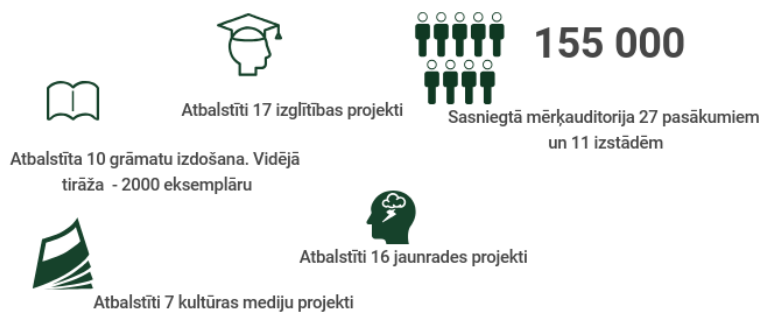 155 000
Atbalstīti 17 izglītības projekti
Sasniegtā mērķauditorija 27 pasākumiem
un 11 izstādēm
Atbalstīta 10 grāmatu izdošana. Vidējā
tirāža - 2000 eksemplāru
Atbalstīti 16 jaunrades projekti
Atbalstīti 7 kultūras mediju projekti